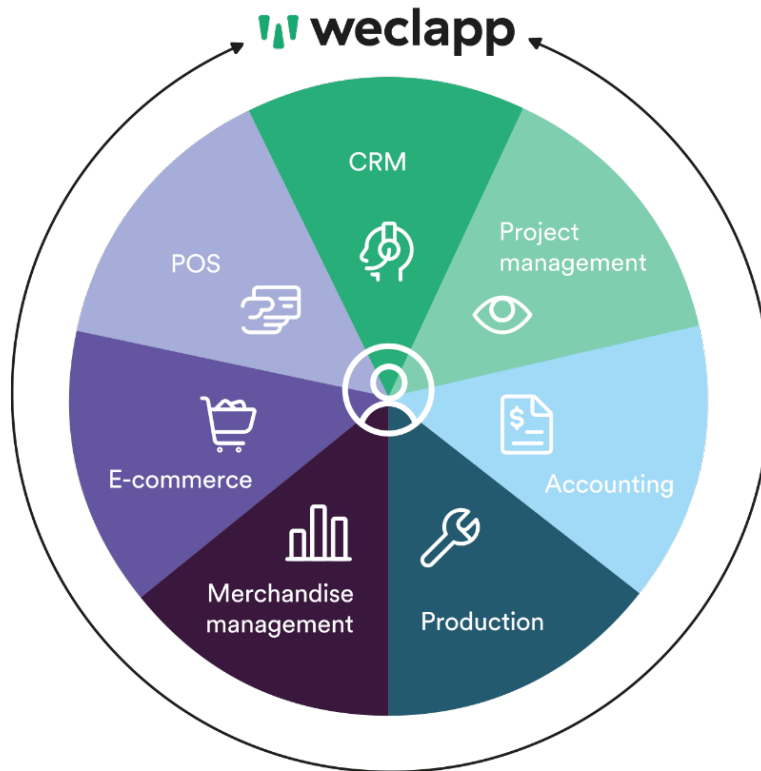 weclapp
CRM
Project
management
POS
$
E-commerce
Accounting
Merchandise
management
Production